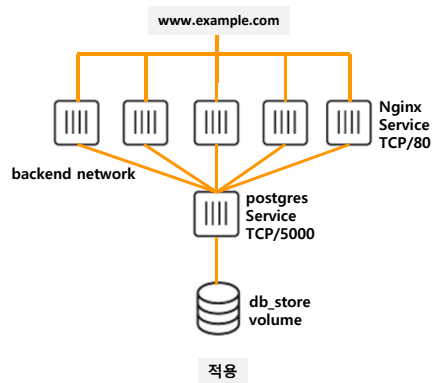 www.example.com
Nginx
Service
TCP/80
backend network
postgres
Service
TCP/5000
db_store
volume
적용